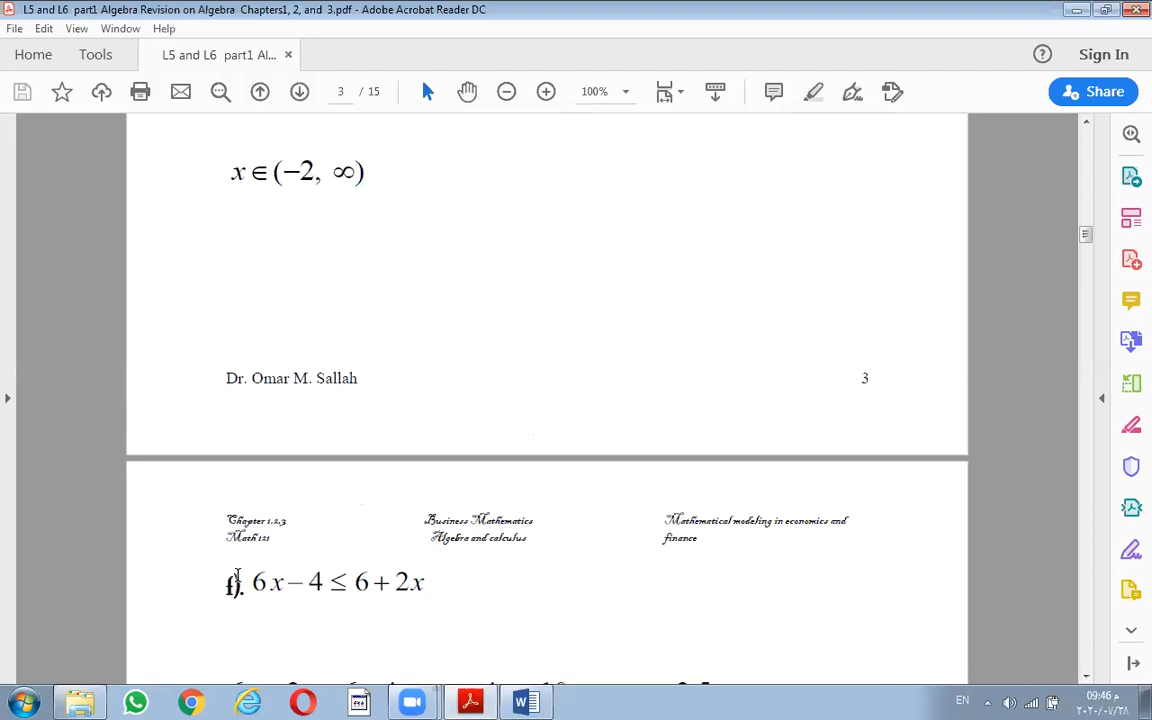 L5 and L6 part1 Algebra Revision on Algebra Chapters1, 2, and 3.pdf - Adobe Acrobat Reader DC
File Edit View Window Help
Home Tools L5 and L6 part1 Al... × Sign In
3 / 15 100% Share
x ∈ (−2, ∞)
Dr. Omar M. Sallah 3
Chapter 1,2,3 Business Mathematics Mathematical modeling in economics and
Math 121 Algebra and calculus finance
f). 6x − 4 ≤ 6 + 2x
EN 09:46 م
٢٠٢٠/٠٧/٢٨